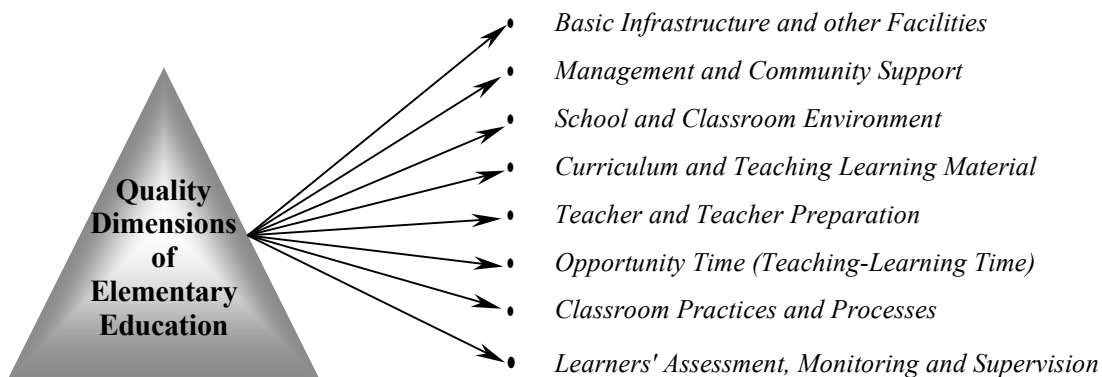 Quality
Dimensions
of
Elementary
Education
• Basic Infrastructure and other Facilities
• Management and Community Support
• School and Classroom Environment
• Curriculum and Teaching Learning Material
• Teacher and Teacher Preparation
• Opportunity Time (Teaching-Learning Time)
• Classroom Practices and Processes
• Learners' Assessment, Monitoring and Supervision